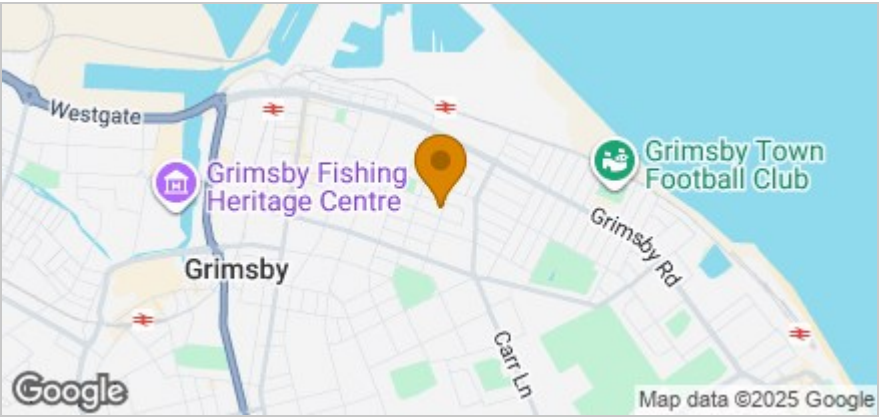 Westgate
Grimsby Fishing
Heritage Centre
Grimsby Town
Football Club
Grimsby Rd
Grimsby
Carr Ln
Google
Map data ©2025 Google